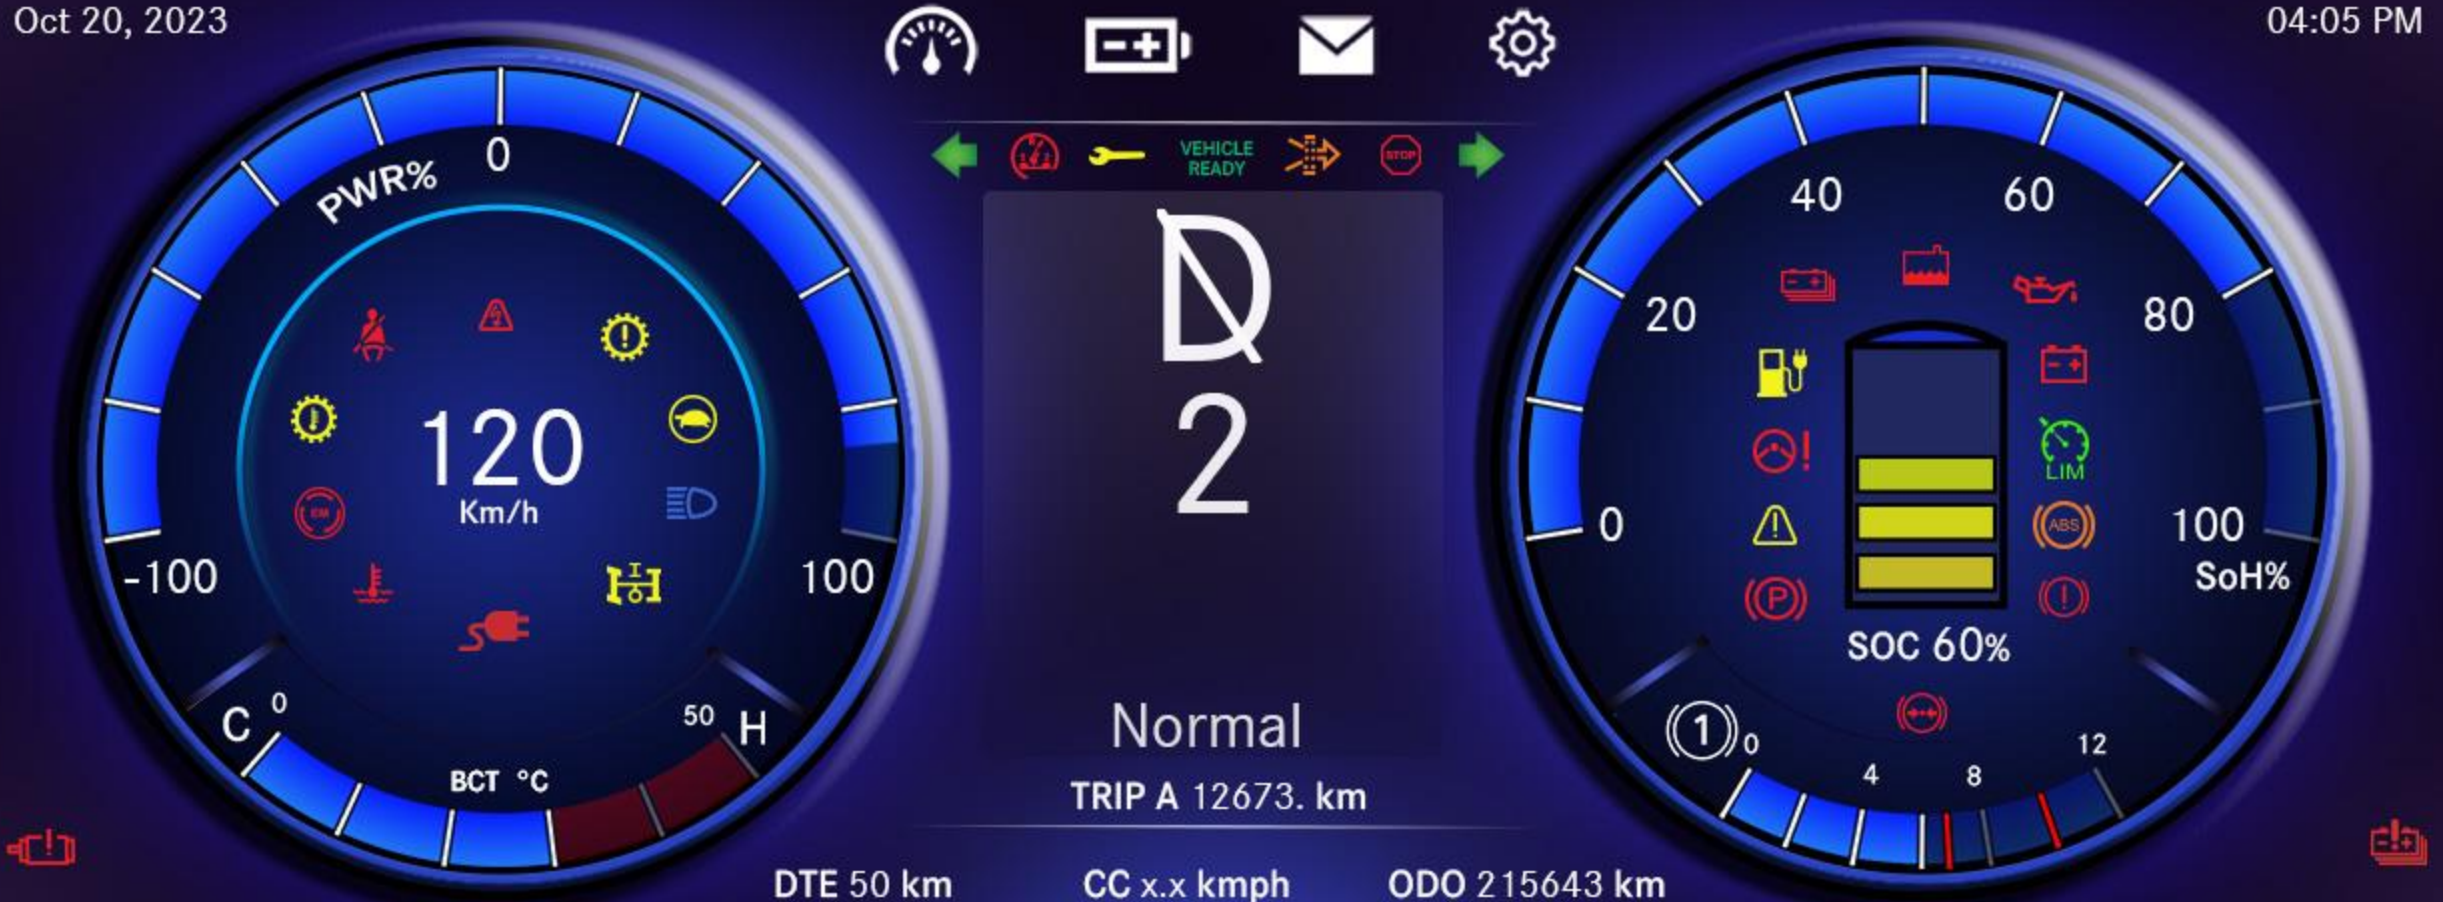 Oct 20, 2023
04:05 PM
VEHICLE
READY
STOP
PWR%
0
-100
100
120
Km/h
EM
C 0
50 H
BCT °C
D
2
Normal
TRIP A 12673. km
DTE 50 km
CC x.x kmph
ODO 215643 km
0
20
40
60
80
100
SoH%
LIM
ABS
P
SOC 60%
1
0
4
8
12